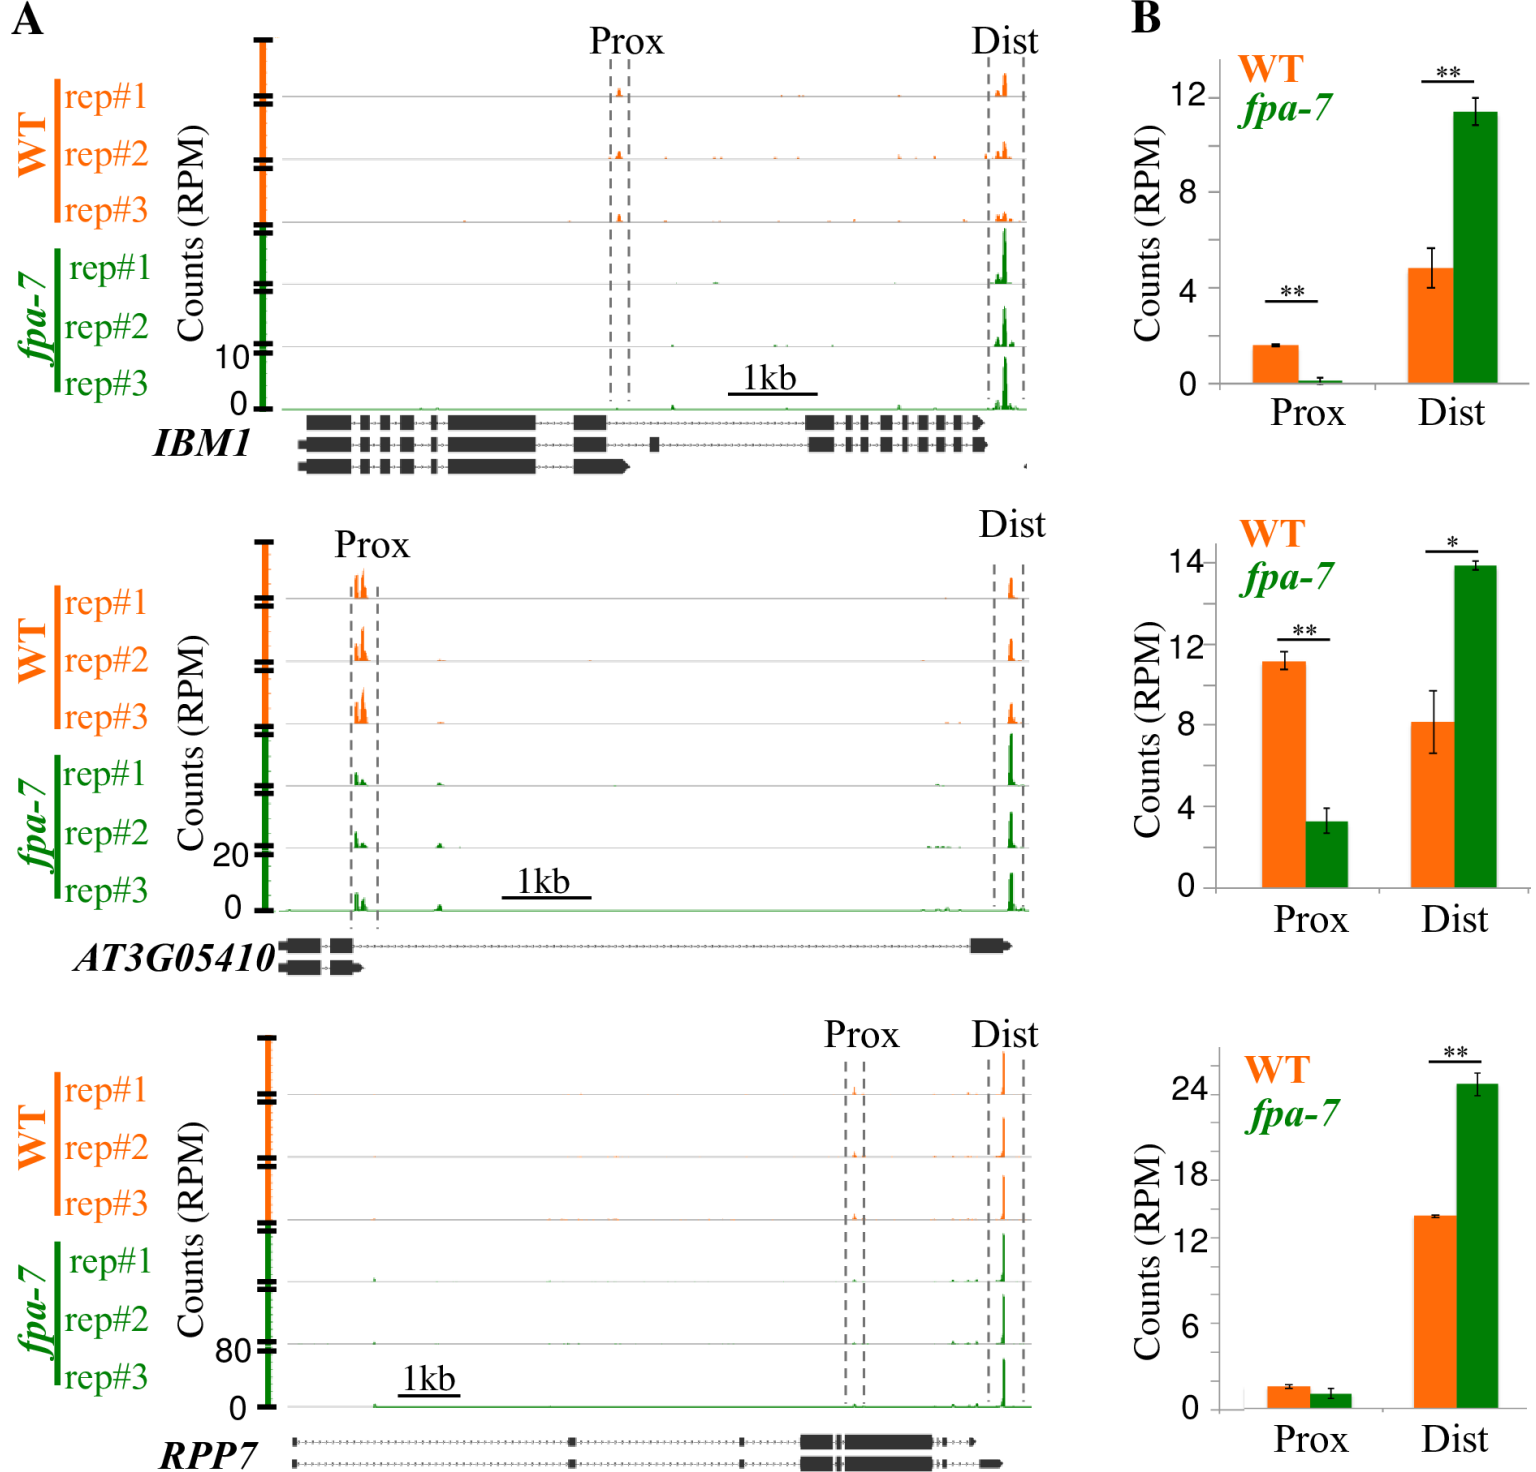 A
Prox
Dist
WT
rep#1
rep#2
rep#3
fpa-7
rep#1
rep#2
rep#3
Counts (RPM)
10
0
1kb
IBM1
B
WT
fpa-7
**
**
Counts (RPM)
12
8
4
0
Prox
Dist
Prox
Dist
WT
rep#1
rep#2
rep#3
fpa-7
rep#1
rep#2
rep#3
Counts (RPM)
20
0
1kb
AT3G05410
WT
fpa-7
**
*
Counts (RPM)
14
12
8
4
0
Prox
Dist
Prox
Dist
WT
rep#1
rep#2
rep#3
fpa-7
rep#1
rep#2
rep#3
Counts (RPM)
80
0
1kb
RPP7
WT
fpa-7
**
Counts (RPM)
24
18
12
6
0
Prox
Dist